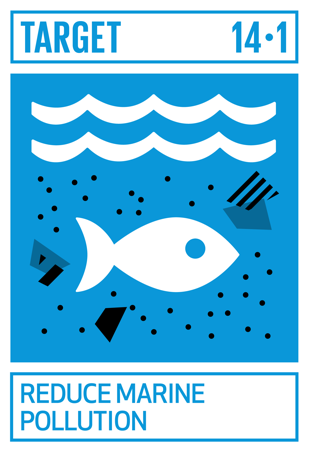 TARGET 14·1
REDUCE MARINE
POLLUTION